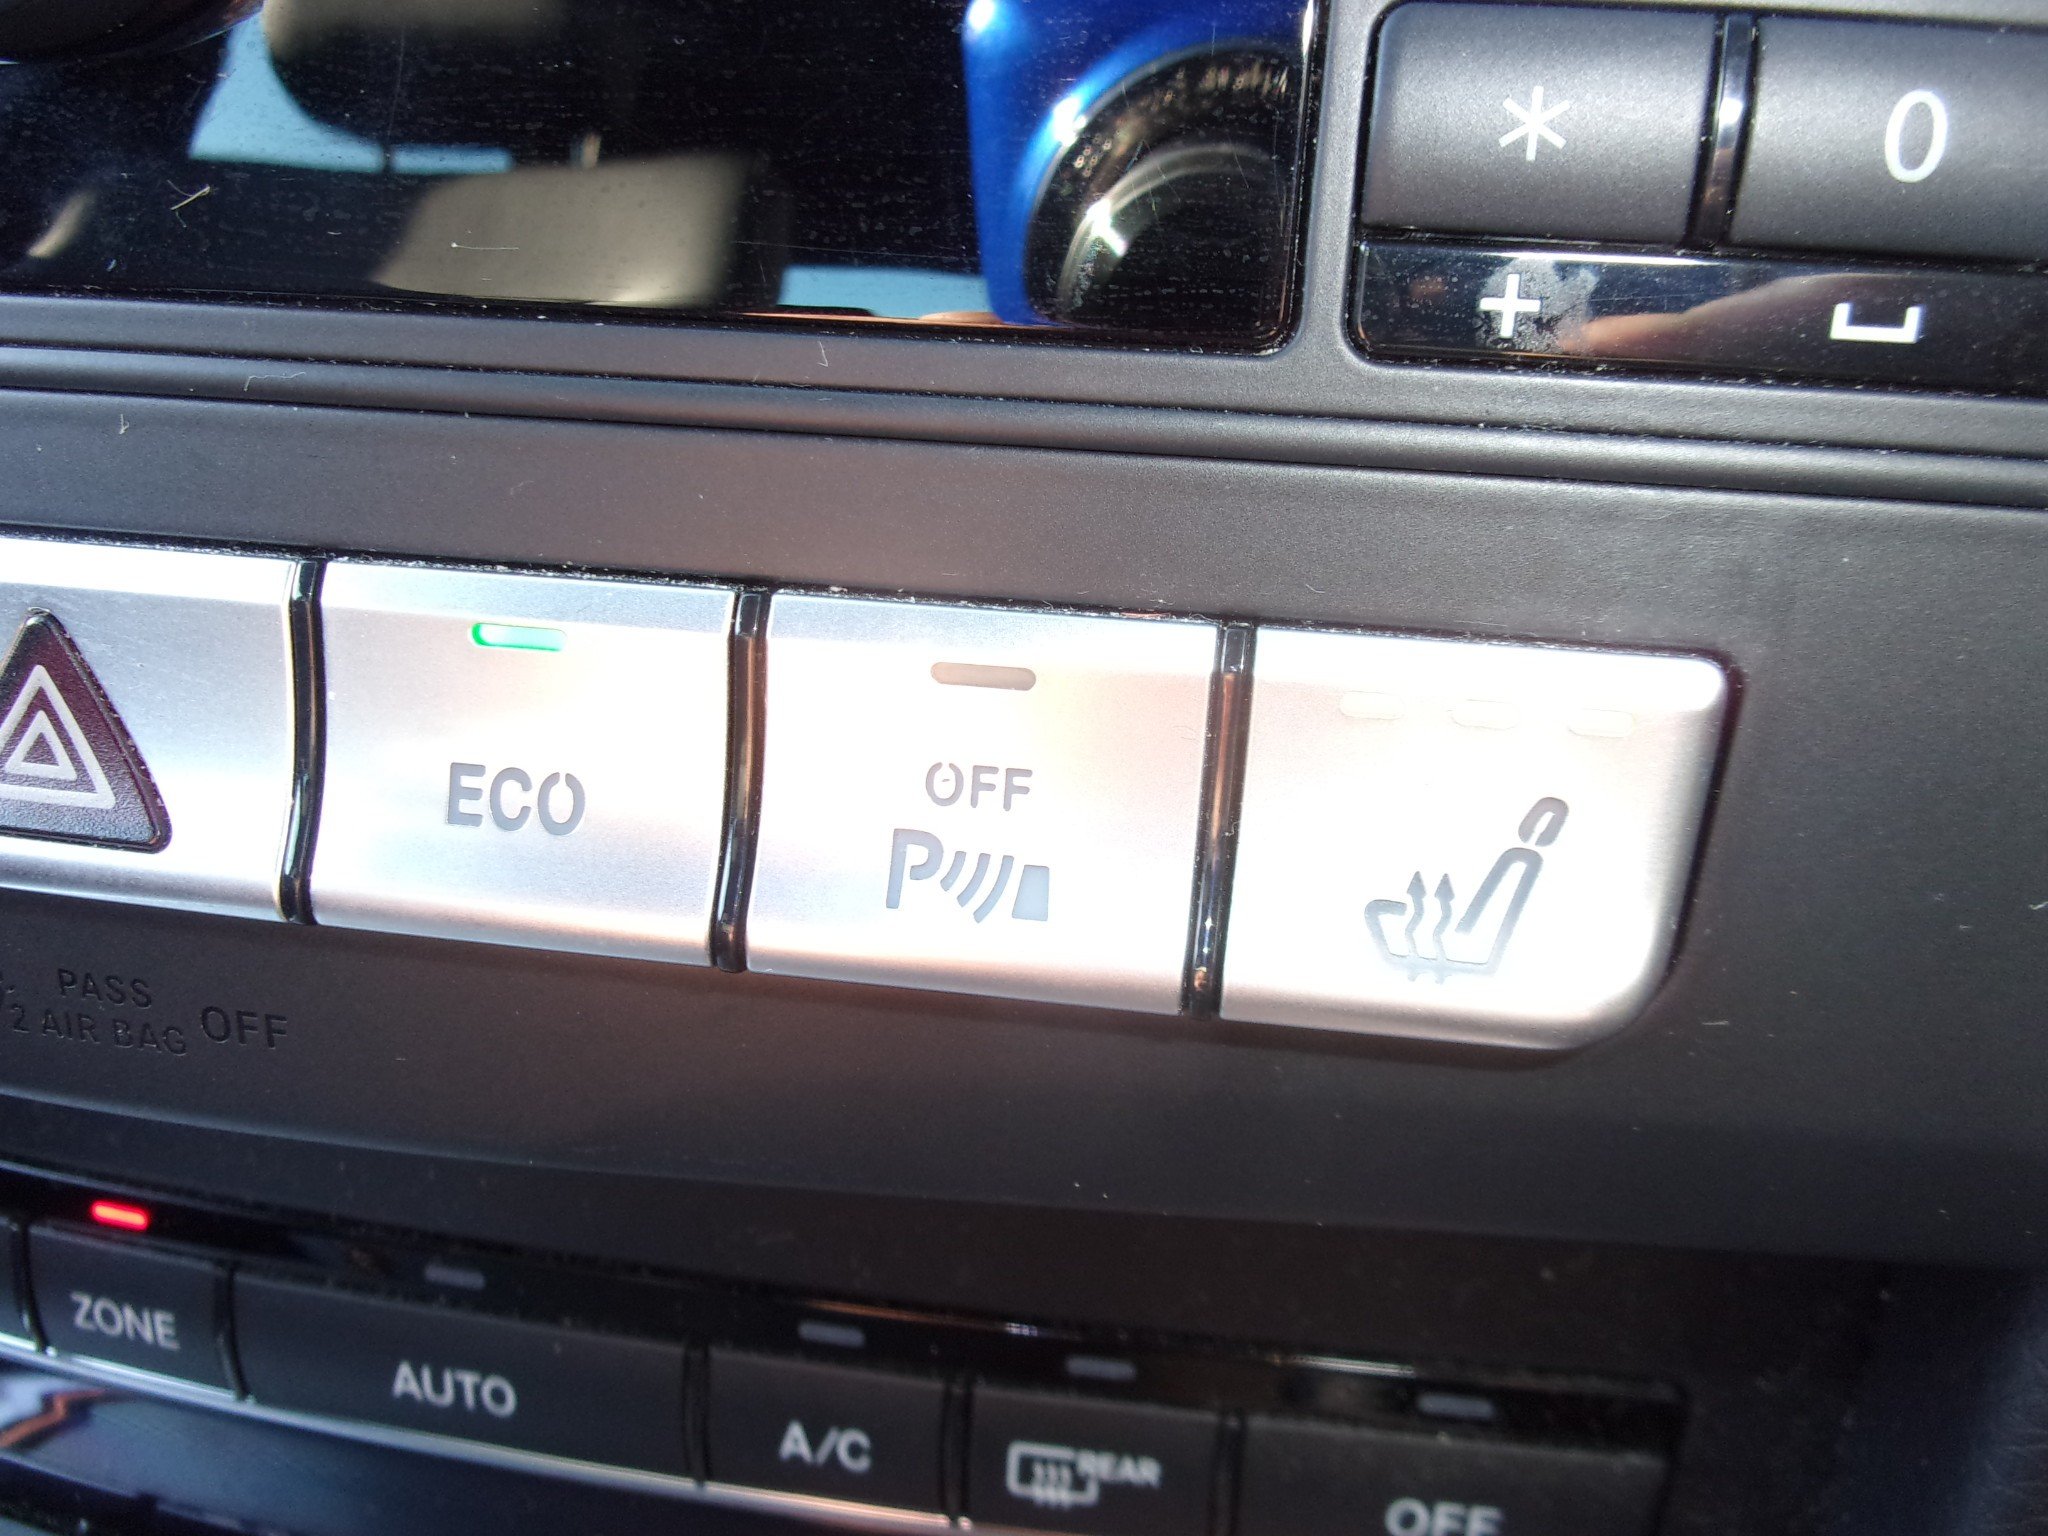 * 0
+
ECO
OFF
P
PASS
AIR BAG OFF
ZONE
AUTO
A/C
REAR
OFF